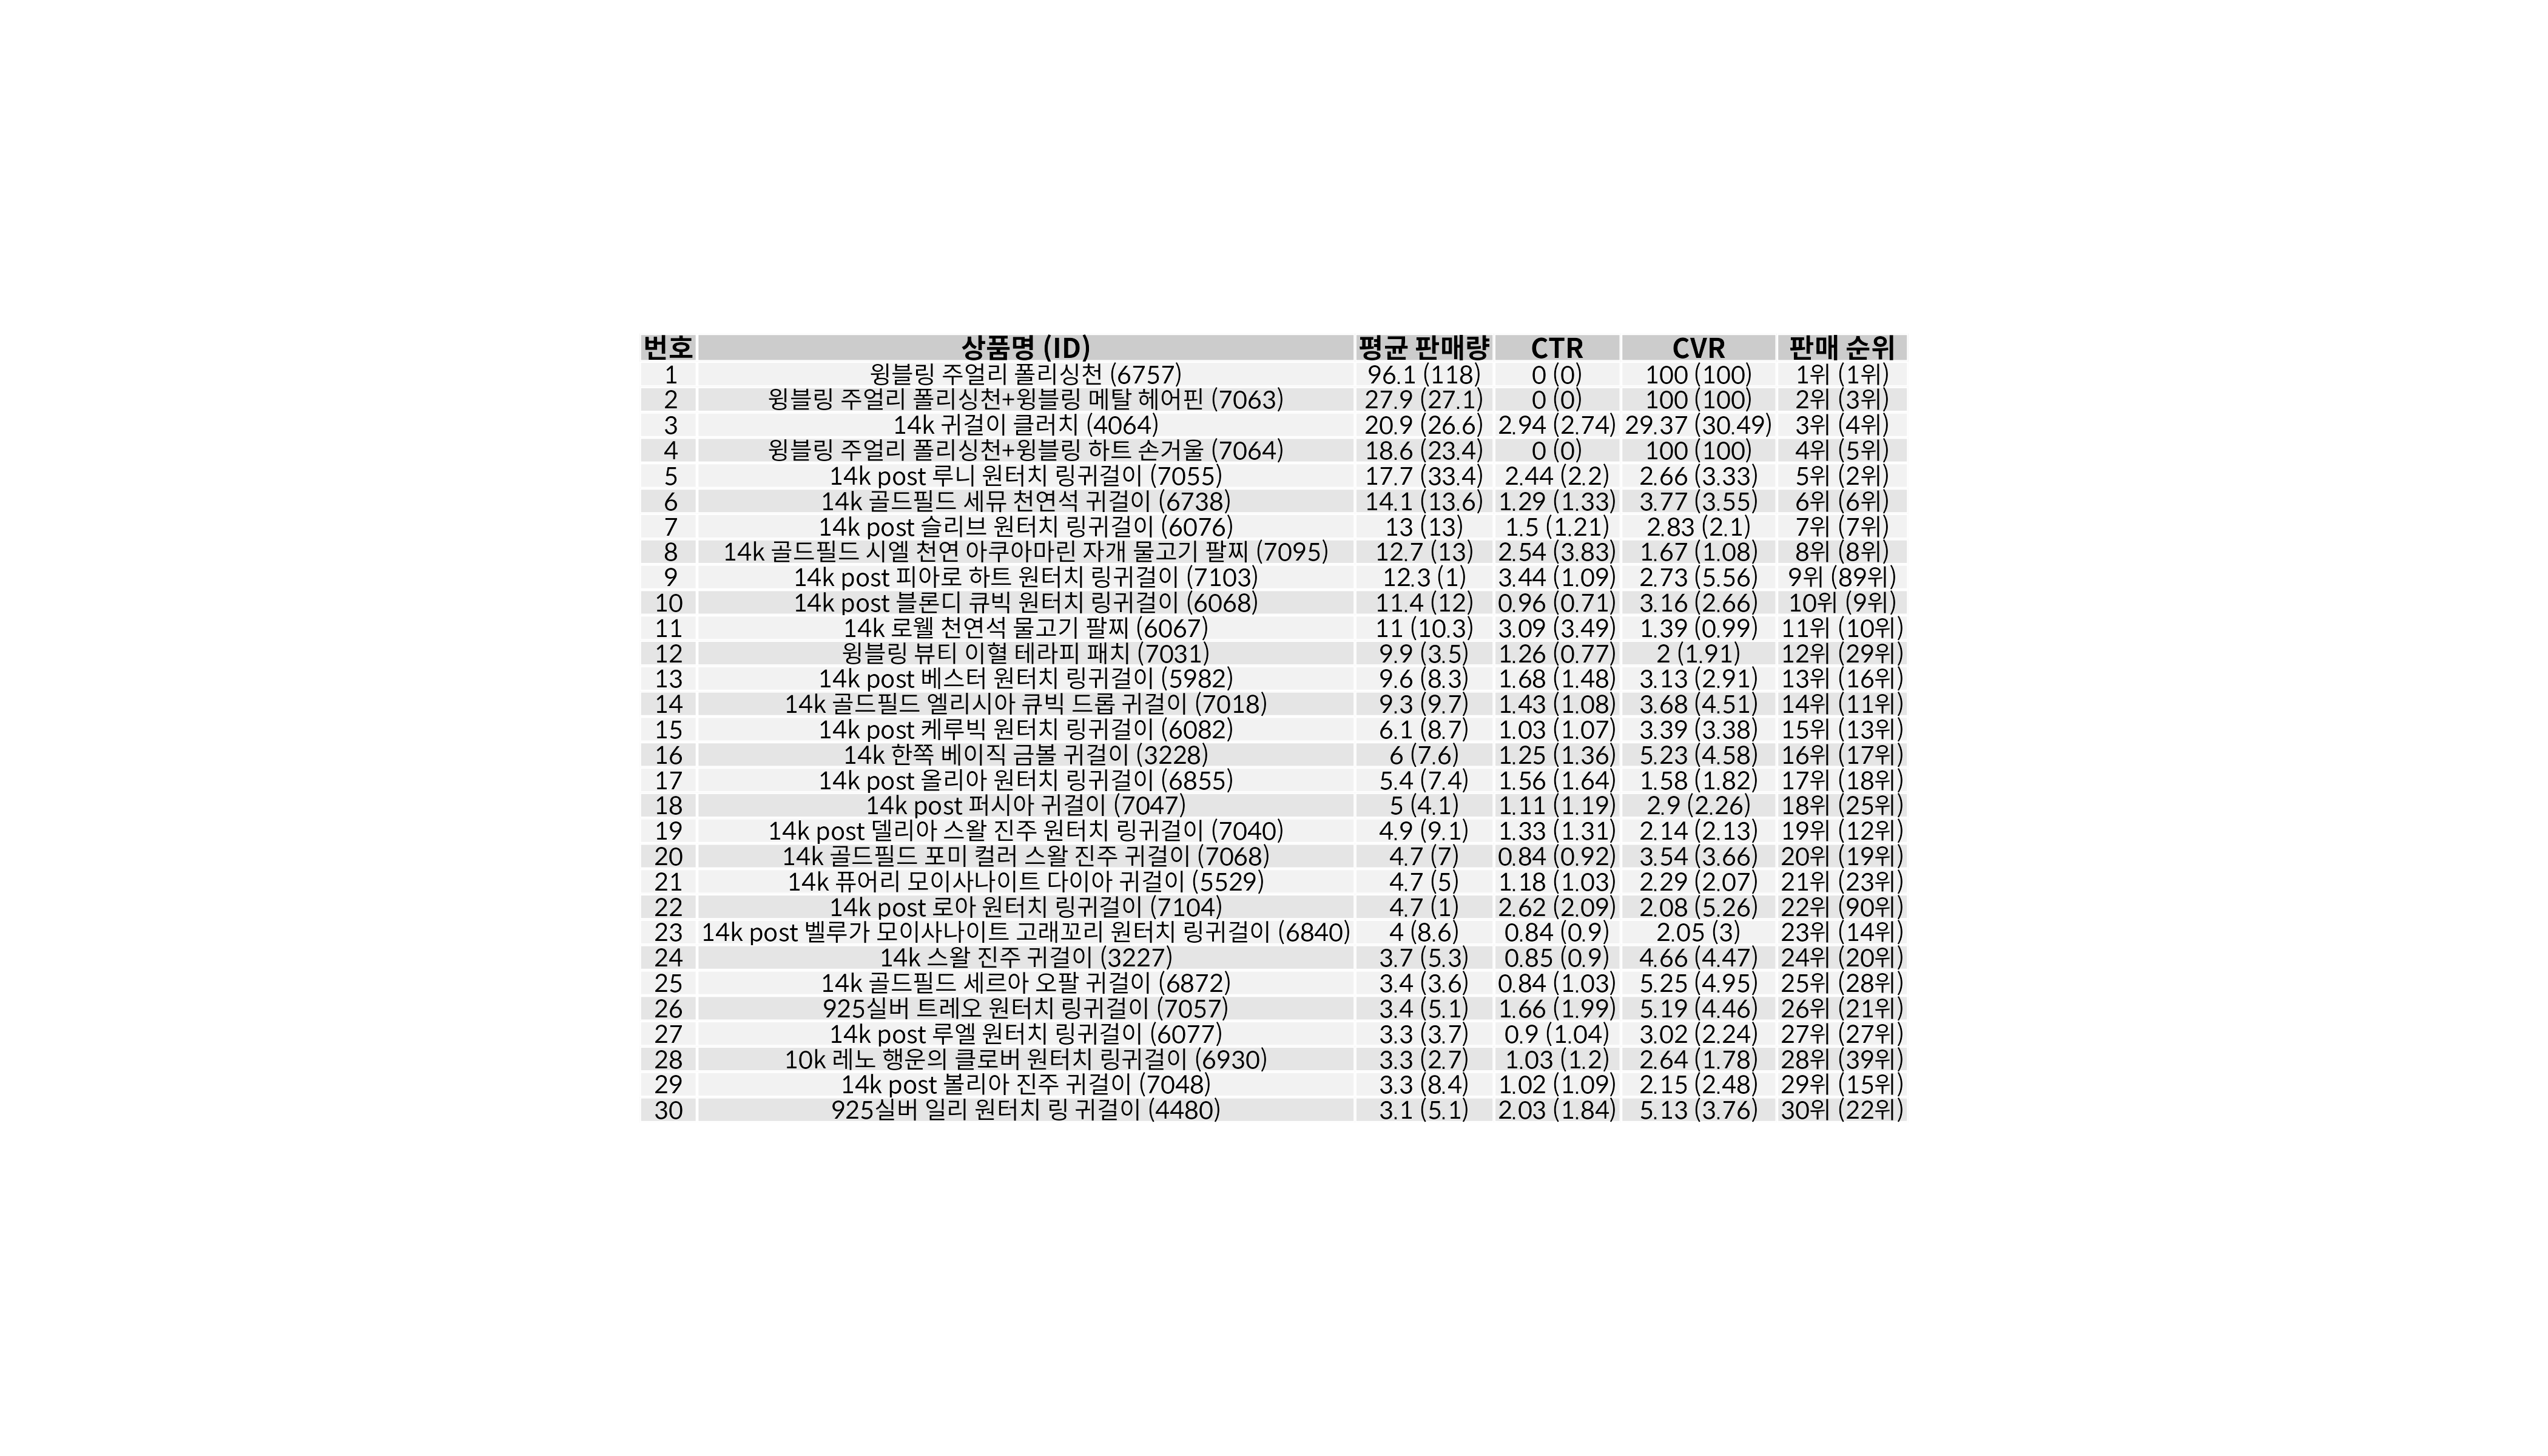 번호 상품명 (ID) 평균 판매량 CTR CVR 판매 순위
1 윙블링 주얼리 폴리싱천 (6757) 96.1 (118) 0 (0) 100 (100) 1위 (1위)
2 윙블링 주얼리 폴리싱천+윙블링 메탈 헤어핀 (7063) 27.9 (27.1) 0 (0) 100 (100) 2위 (3위)
3 14k 귀걸이 클러치 (4064) 20.9 (26.6) 2.94 (2.74) 29.37 (30.49) 3위 (4위)
4 윙블링 주얼리 폴리싱천+윙블링 하트 손거울 (7064) 18.6 (23.4) 0 (0) 100 (100) 4위 (5위)
5 14k post 루니 원터치 링귀걸이 (7055) 17.7 (33.4) 2.44 (2.2) 2.66 (3.33) 5위 (2위)
6 14k 골드필드 세뮤 천연석 귀걸이 (6738) 14.1 (13.6) 1.29 (1.33) 3.77 (3.55) 6위 (6위)
7 14k post 슬리브 원터치 링귀걸이 (6076) 13 (13) 1.5 (1.21) 2.83 (2.1) 7위 (7위)
8 14k 골드필드 시엘 천연 아쿠아마린 자개 물고기 팔찌 (7095) 12.7 (13) 2.54 (3.83) 1.67 (1.08) 8위 (8위)
9 14k post 피아로 하트 원터치 링귀걸이 (7103) 12.3 (1) 3.44 (1.09) 2.73 (5.56) 9위 (89위)
10 14k post 블론디 큐빅 원터치 링귀걸이 (6068) 11.4 (12) 0.96 (0.71) 3.16 (2.66) 10위 (9위)
11 14k 로웰 천연석 물고기 팔찌 (6067) 11 (10.3) 3.09 (3.49) 1.39 (0.99) 11위 (10위)
12 윙블링 뷰티 이혈 테라피 패치 (7031) 9.9 (3.5) 1.26 (0.77) 2 (1.91) 12위 (29위)
13 14k post 베스터 원터치 링귀걸이 (5982) 9.6 (8.3) 1.68 (1.48) 3.13 (2.91) 13위 (16위)
14 14k 골드필드 엘리시아 큐빅 드롭 귀걸이 (7018) 9.3 (9.7) 1.43 (1.08) 3.68 (4.51) 14위 (11위)
15 14k post 케루빅 원터치 링귀걸이 (6082) 6.1 (8.7) 1.03 (1.07) 3.39 (3.38) 15위 (13위)
16 14k 한쪽 베이직 금볼 귀걸이 (3228) 6 (7.6) 1.25 (1.36) 5.23 (4.58) 16위 (17위)
17 14k post 올리아 원터치 링귀걸이 (6855) 5.4 (7.4) 1.56 (1.64) 1.58 (1.82) 17위 (18위)
18 14k post 퍼시아 귀걸이 (7047) 5 (4.1) 1.11 (1.19) 2.9 (2.26) 18위 (25위)
19 14k post 델리아 스왈 진주 원터치 링귀걸이 (7040) 4.9 (9.1) 1.33 (1.31) 2.14 (2.13) 19위 (12위)
20 14k 골드필드 포미 컬러 스왈 진주 귀걸이 (7068) 4.7 (7) 0.84 (0.92) 3.54 (3.66) 20위 (19위)
21 14k 퓨어리 모이사나이트 다이아 귀걸이 (5529) 4.7 (5) 1.18 (1.03) 2.29 (2.07) 21위 (23위)
22 14k post 로아 원터치 링귀걸이 (7104) 4.7 (1) 2.62 (2.09) 2.08 (5.26) 22위 (90위)
23 14k post 벨루가 모이사나이트 고래꼬리 원터치 링귀걸이 (6840) 4 (8.6) 0.84 (0.9) 2.05 (3) 23위 (14위)
24 14k 스왈 진주 귀걸이 (3227) 3.7 (5.3) 0.85 (0.9) 4.66 (4.47) 24위 (20위)
25 14k 골드필드 세르아 오팔 귀걸이 (6872) 3.4 (3.6) 0.84 (1.03) 5.25 (4.95) 25위 (28위)
26 925실버 트레오 원터치 링귀걸이 (7057) 3.4 (5.1) 1.66 (1.99) 5.19 (4.46) 26위 (21위)
27 14k post 루엘 원터치 링귀걸이 (6077) 3.3 (3.7) 0.9 (1.04) 3.02 (2.24) 27위 (27위)
28 10k 레노 행운의 클로버 원터치 링귀걸이 (6930) 3.3 (2.7) 1.03 (1.2) 2.64 (1.78) 28위 (39위)
29 14k post 볼리아 진주 귀걸이 (7048) 3.3 (8.4) 1.02 (1.09) 2.15 (2.48) 29위 (15위)
30 925실버 일리 원터치 링 귀걸이 (4480) 3.1 (5.1) 2.03 (1.84) 5.13 (3.76) 30위 (22위)